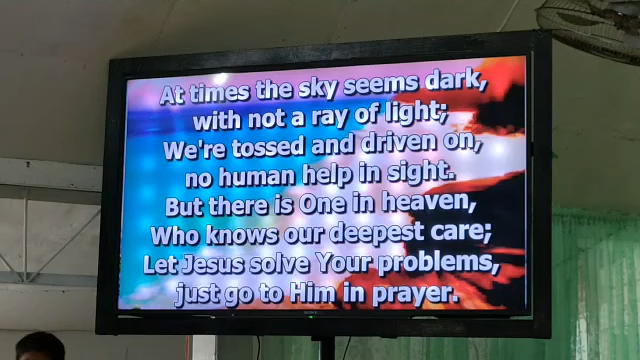 At times the sky seems dark,
with not a ray of light;
We're tossed and driven on,
no human help in sight.
But there is One in heaven,
Who knows our deepest care;
Let Jesus solve Your problems,
just go to Him in prayer.
SONY